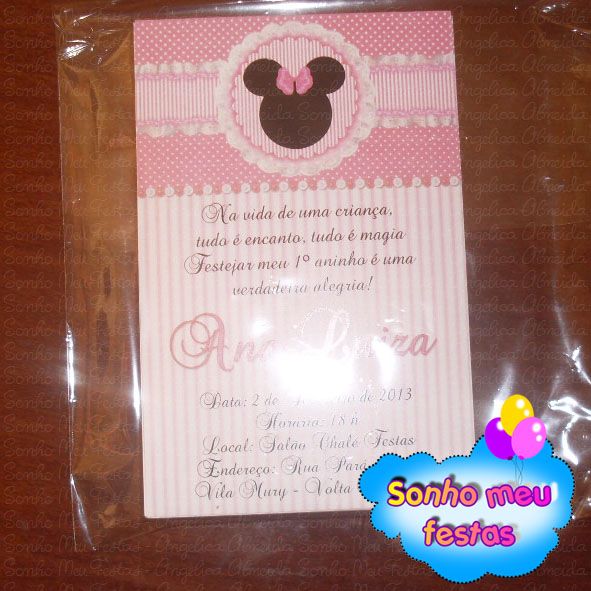 Na vida de uma criança,
tudo é encanto, tudo é magia
Festejar meu 1º aninho é uma
verdadeira alegria!
Ana Luiza
Data: 2 de de 2013
Horário: 18 h
Local: Salão Chalé Festas
Endereço: Rua
Vila Mury - Volta
Sonho meu
festas